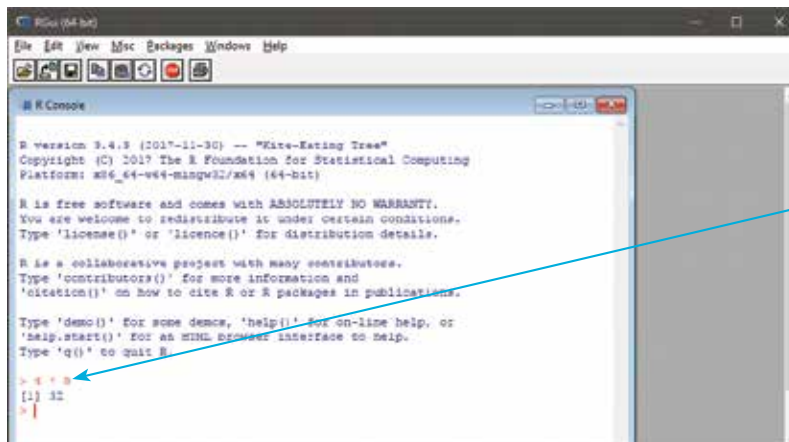 RGui (64-bit)
File Edit View Misc Packages Windows Help
STOP
R Console
R version 3.4.3 (2017-11-30) -- "Kite-Eating Tree"
Copyright (C) 2017 The R Foundation for Statistical Computing
Platform: x86_64-w64-mingw32/x64 (64-bit)
R is free software and comes with ABSOLUTELY NO WARRANTY.
You are welcome to redistribute it under certain conditions.
Type 'license()' or 'licence()' for distribution details.
R is a collaborative project with many contributors.
Type 'contributors()' for more information and
'citation()' on how to cite R or R packages in publications.
Type 'demo()' for some demos, 'help()' for on-line help, or
'help.start()' for an HTML browser interface to help.
Type 'q()' to quit R.
> 4 * 8
[1] 32
>